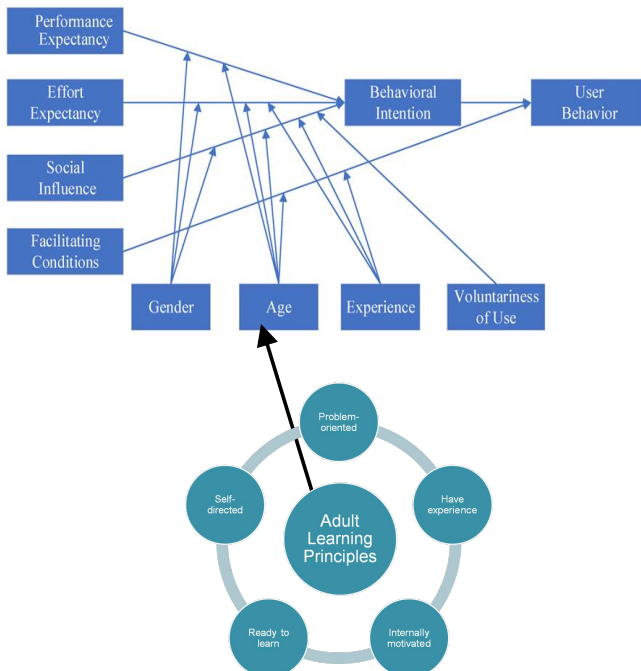 Performance
Expectancy
Effort
Expectancy
Behavioral
Intention
User
Behavior
Social
Influence
Facilitating
Conditions
Gender
Age
Experience
Voluntariness
of Use
Problem-
oriented
Self-
directed
Have
experience
Adult
Learning
Principles
Ready to
learn
Internally
motivated